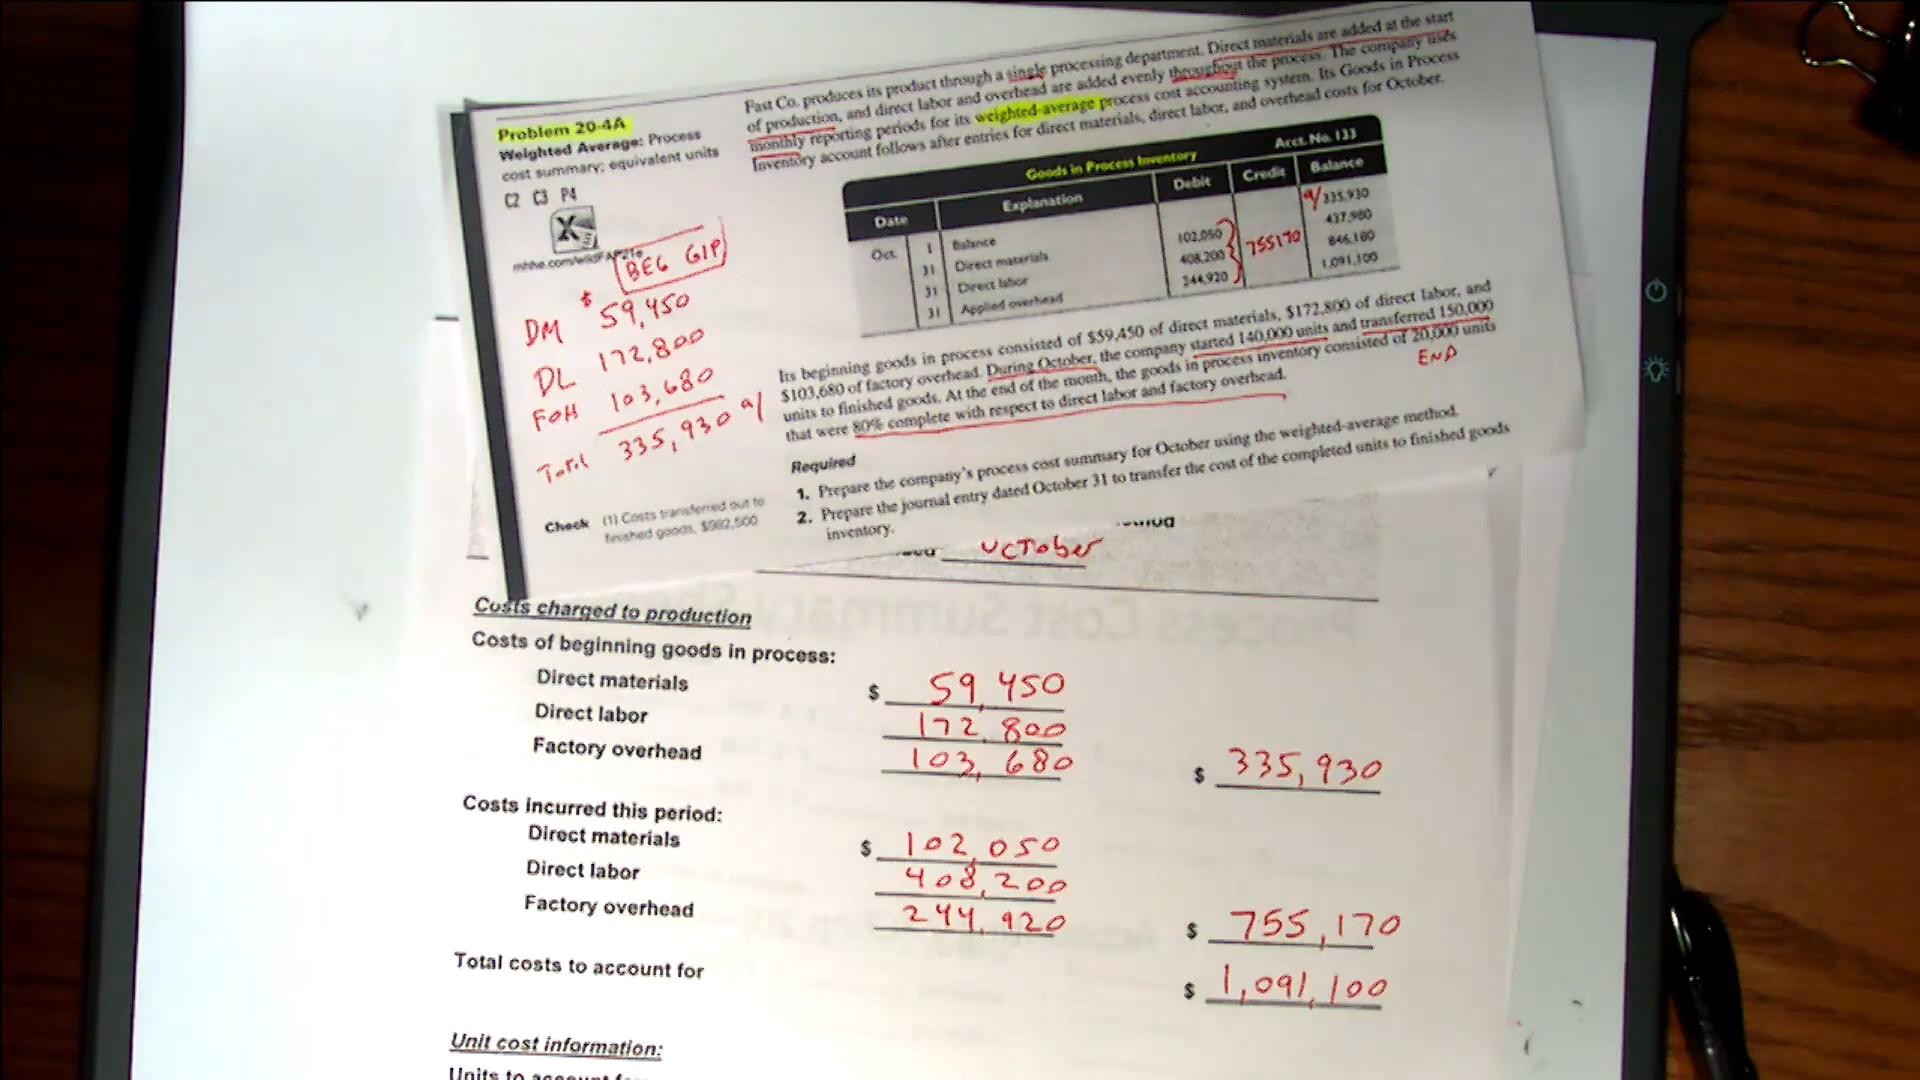 Problem 20-4A
Weighted Average: Process
cost summary; equivalent units
C2 C3 P4
BEG GIP
DM $ 59,450
DL 172,800
FOH 103,680
Total 335,930 a/
Check (1) Costs transferred out to
finished goods, $982,500
Fast Co. produces its product through a single processing department. Direct materials are added at the start
of production, and direct labor and overhead are added evenly throughout the process. The company uses
monthly reporting periods for its weighted-average process cost accounting system. Its Goods in Process
Inventory account follows after entries for direct materials, direct labor, and overhead costs for October.
Goods in Process Inventory Acct. No. 133
Date Explanation Debit Credit Balance
Oct. 1 Balance a/ 335,930
31 Direct materials 102,050 437,980
31 Direct labor 408,200 755170 846,180
31 Applied overhead 244,920 1,091,100
Its beginning goods in process consisted of $59,450 of direct materials, $172,800 of direct labor, and
$103,680 of factory overhead. During October, the company started 140,000 units and transferred 150,000
units to finished goods. At the end of the month, the goods in process inventory consisted of 20,000 units
that were 80% complete with respect to direct labor and factory overhead.
END
Required
1. Prepare the company's process cost summary for October using the weighted-average method.
2. Prepare the journal entry dated October 31 to transfer the cost of the completed units to finished goods
inventory.
October
Costs charged to production
Costs of beginning goods in process:
Direct materials $ 59,450
Direct labor 172,800
Factory overhead 103,680 $ 335,930
Costs incurred this period:
Direct materials $ 102,050
Direct labor 408,200
Factory overhead 244,920 $ 755,170
Total costs to account for $ 1,091,100
Unit cost information:
Units to account for